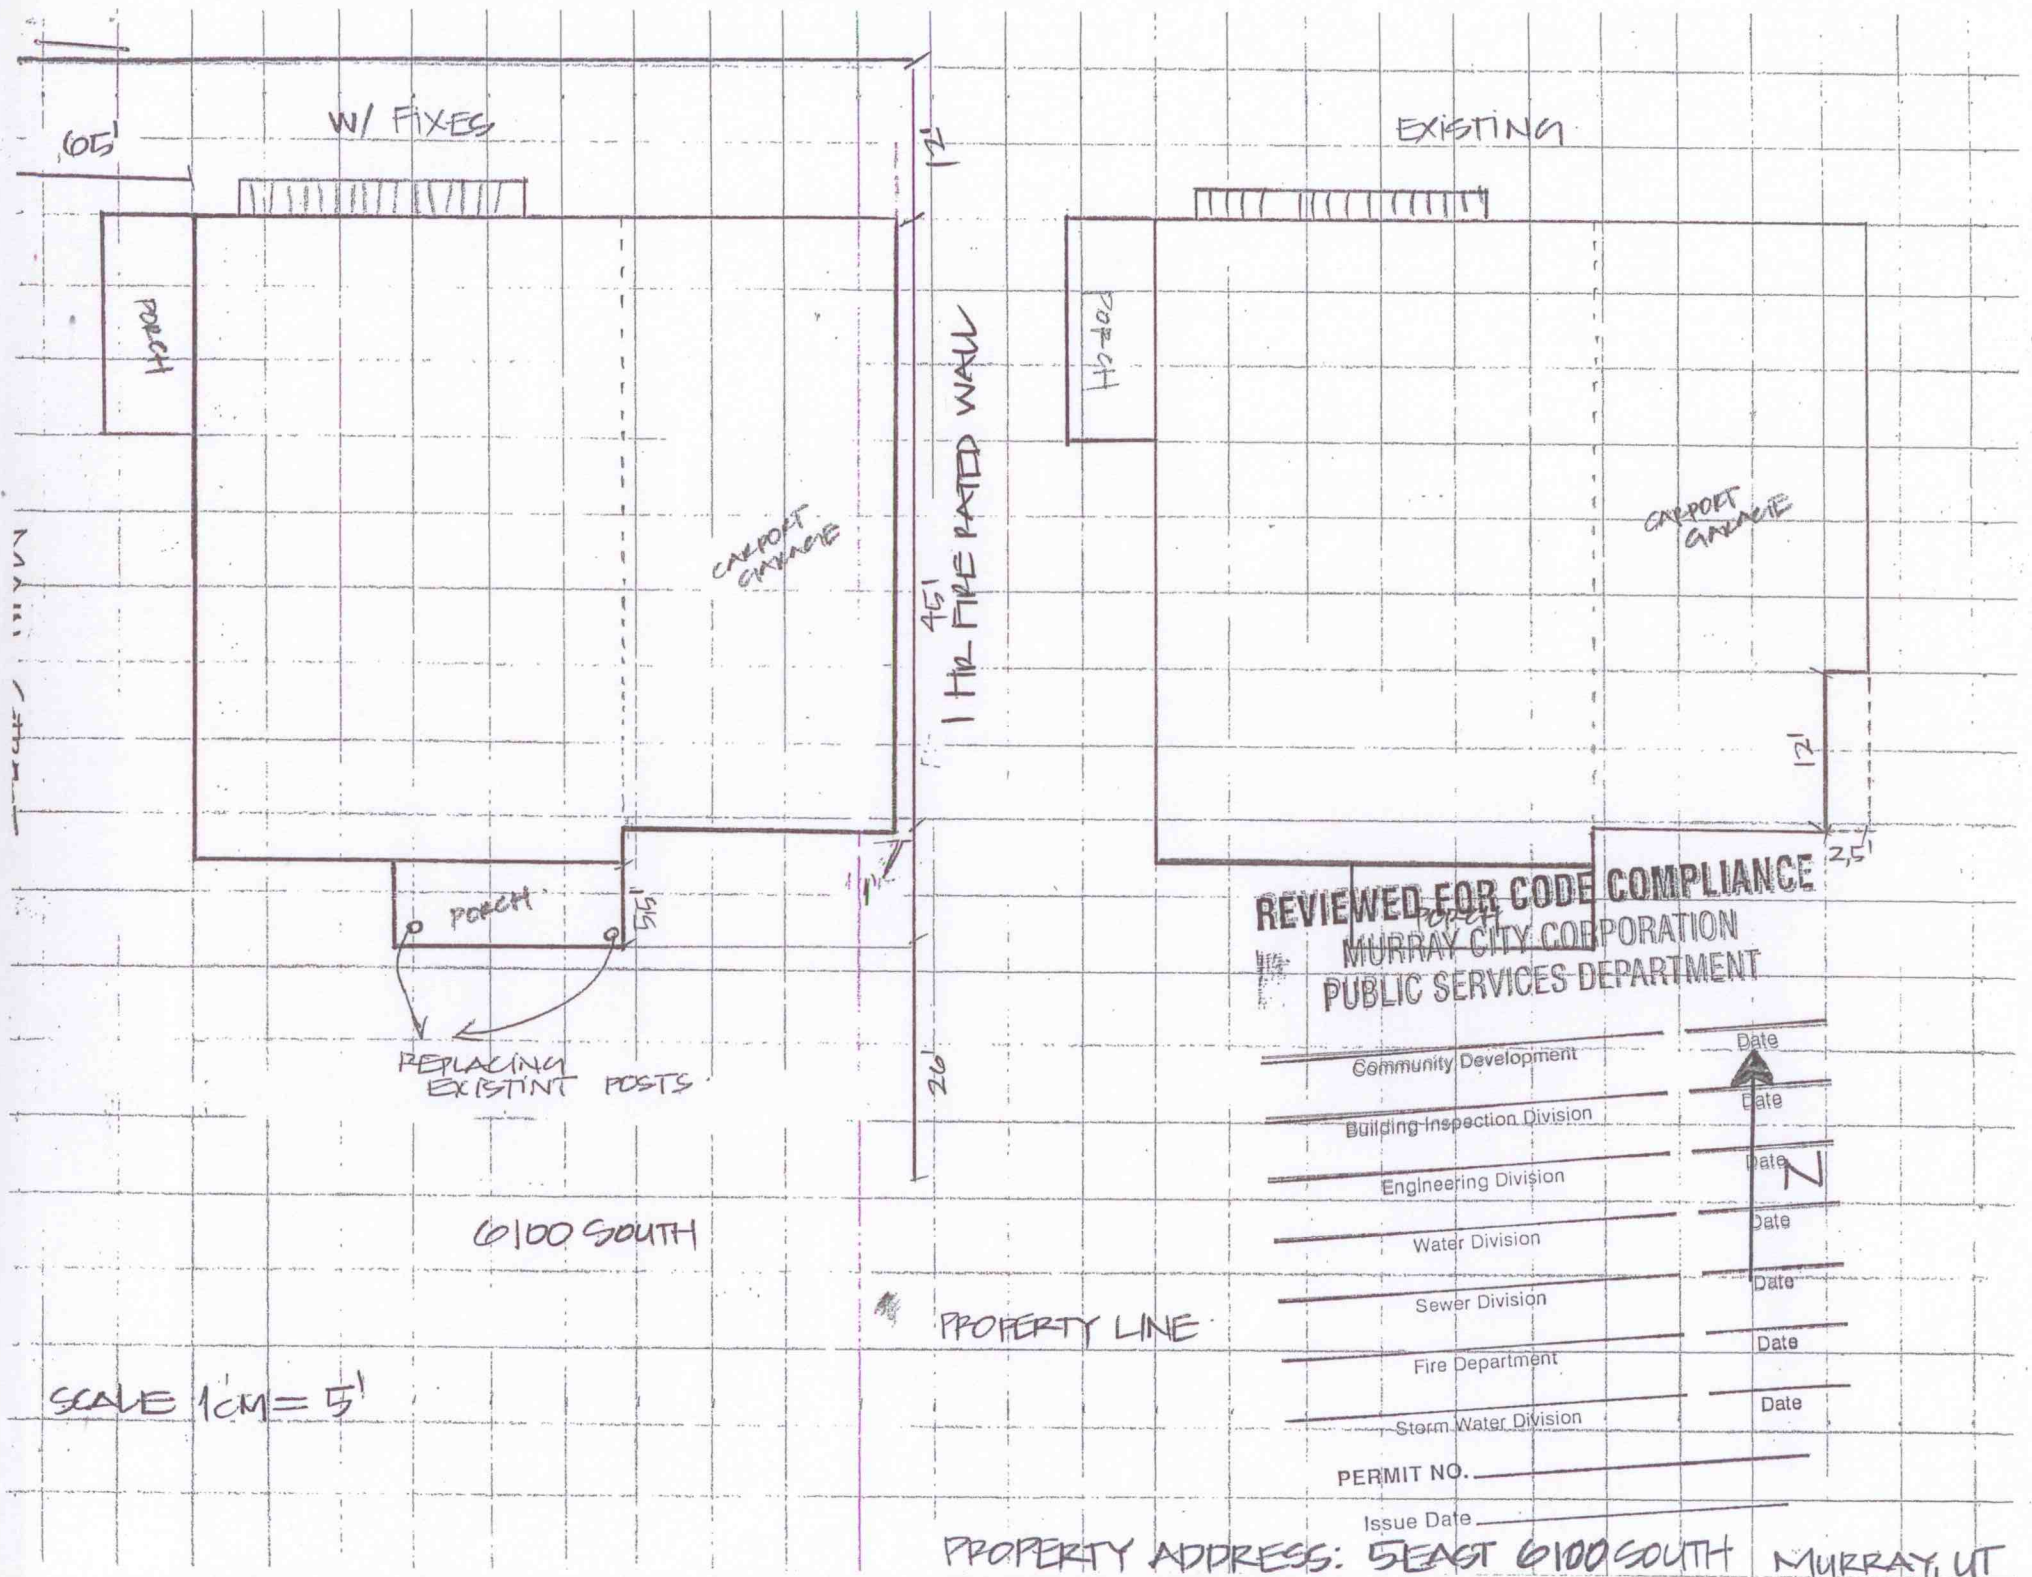 W/ FIXES
65'
12'
PORCH
CARPORT
GARAGE
45'
1 HR FIRE RATED WALL
PORCH
5.5'
1'
REPLACING
EXISTINT POSTS
26'
6100 SOUTH
PROPERTY LINE
SCALE 1CM = 5'
EXISTING
PORCH
CARPORT
GARAGE
12'
2.5'
PORCH
REVIEWED FOR CODE COMPLIANCE
MURRAY CITY CORPORATION
PUBLIC SERVICES DEPARTMENT
Community Development Date
Building Inspection Division Date
Engineering Division Date
N
Water Division Date
Sewer Division Date
Fire Department Date
Storm Water Division Date
PERMIT NO.
Issue Date
PROPERTY ADDRESS: 5 EAST 6100 SOUTH MURRAY, UT